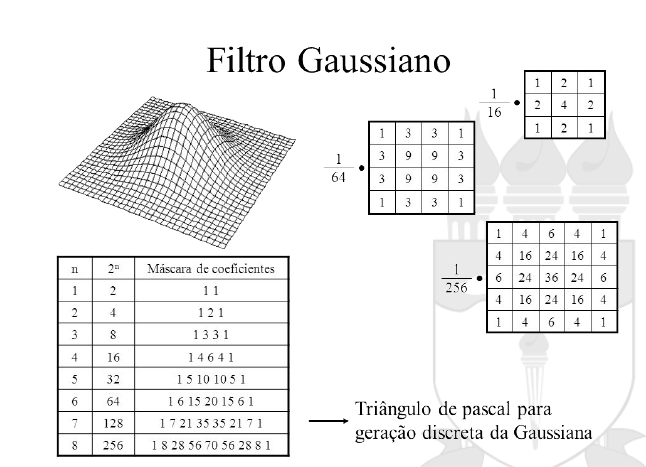 Filtro Gaussiano
1
16
1 2 1
2 4 2
1 2 1
1
64
1 3 3 1
3 9 9 3
3 9 9 3
1 3 3 1
1
256
1 4 6 4 1
4 16 24 16 4
6 24 36 24 6
4 16 24 16 4
1 4 6 4 1
n 2ⁿ Máscara de coeficientes
1 2 1 1
2 4 1 2 1
3 8 1 3 3 1
4 16 1 4 6 4 1
5 32 1 5 10 10 5 1
6 64 1 6 15 20 15 6 1
7 128 1 7 21 35 35 21 7 1
8 256 1 8 28 56 70 56 28 8 1
Triângulo de pascal para
geração discreta da Gaussiana